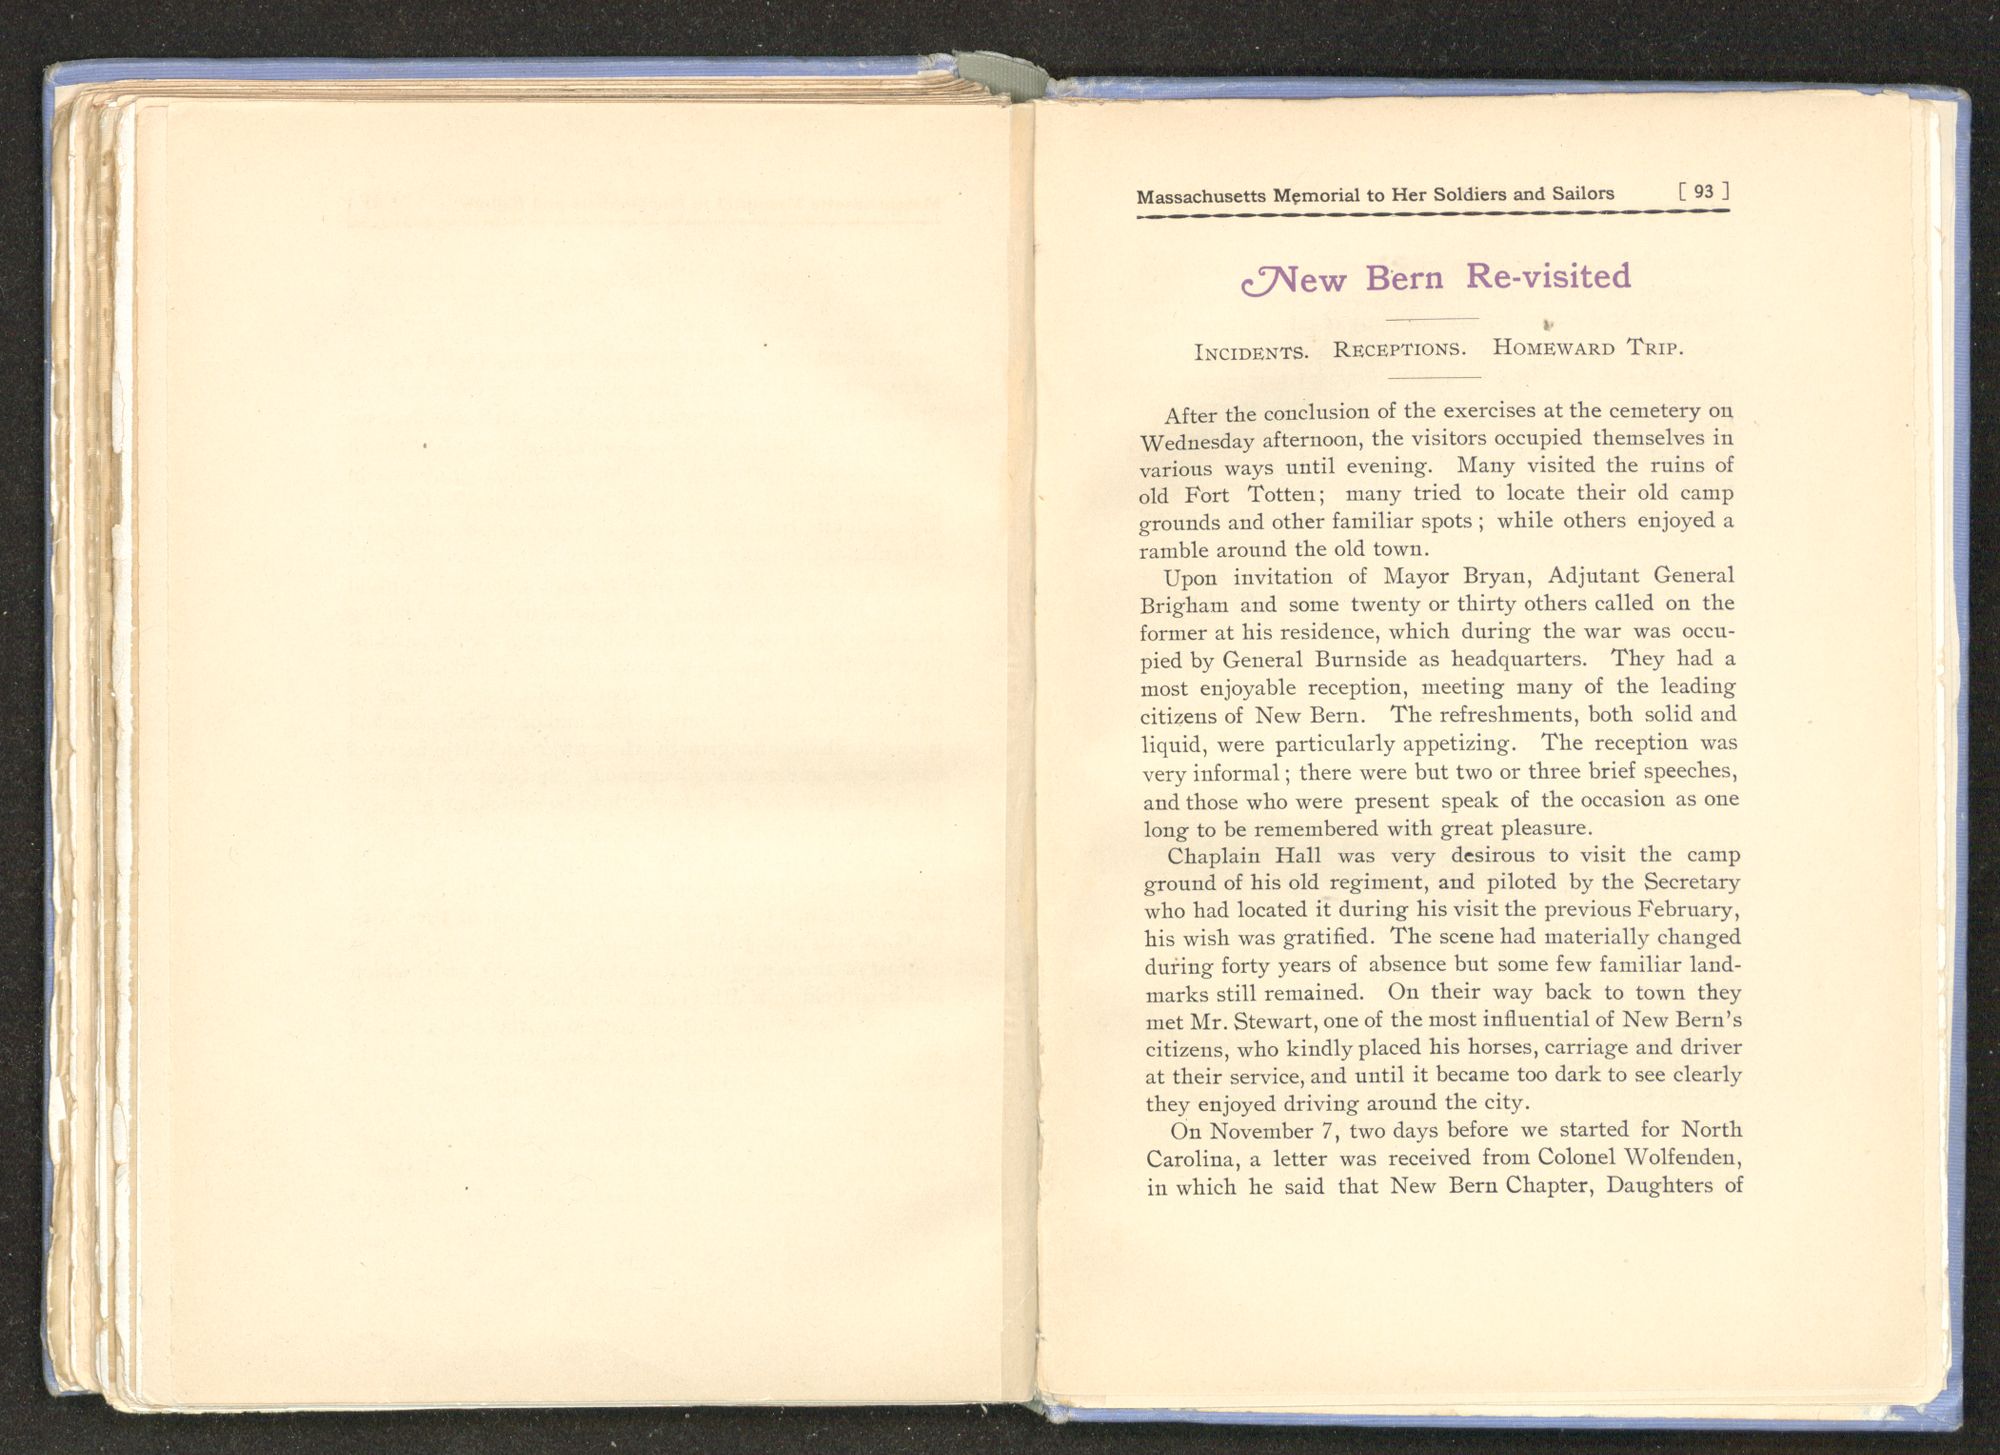 Massachusetts Memorial to Her Soldiers and Sailors [ 93 ]
New Bern Re-visited
Incidents. Receptions. Homeward Trip.
After the conclusion of the exercises at the cemetery on
Wednesday afternoon, the visitors occupied themselves in
various ways until evening. Many visited the ruins of
old Fort Totten; many tried to locate their old camp
grounds and other familiar spots; while others enjoyed a
ramble around the old town.
Upon invitation of Mayor Bryan, Adjutant General
Brigham and some twenty or thirty others called on the
former at his residence, which during the war was occu-
pied by General Burnside as headquarters. They had a
most enjoyable reception, meeting many of the leading
citizens of New Bern. The refreshments, both solid and
liquid, were particularly appetizing. The reception was
very informal; there were but two or three brief speeches,
and those who were present speak of the occasion as one
long to be remembered with great pleasure.
Chaplain Hall was very desirous to visit the camp
ground of his old regiment, and piloted by the Secretary
who had located it during his visit the previous February,
his wish was gratified. The scene had materially changed
during forty years of absence but some few familiar land-
marks still remained. On their way back to town they
met Mr. Stewart, one of the most influential of New Bern's
citizens, who kindly placed his horses, carriage and driver
at their service, and until it became too dark to see clearly
they enjoyed driving around the city.
On November 7, two days before we started for North
Carolina, a letter was received from Colonel Wolfenden,
in which he said that New Bern Chapter, Daughters of